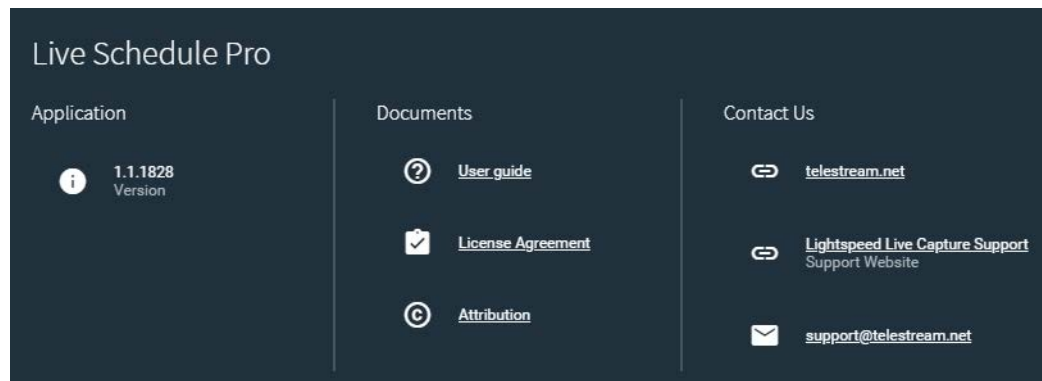 Live Schedule Pro
Application
1.1.1828
Version
Documents
User guide
License Agreement
Attribution
Contact Us
telestream.net
Lightspeed Live Capture Support
Support Website
support@telestream.net